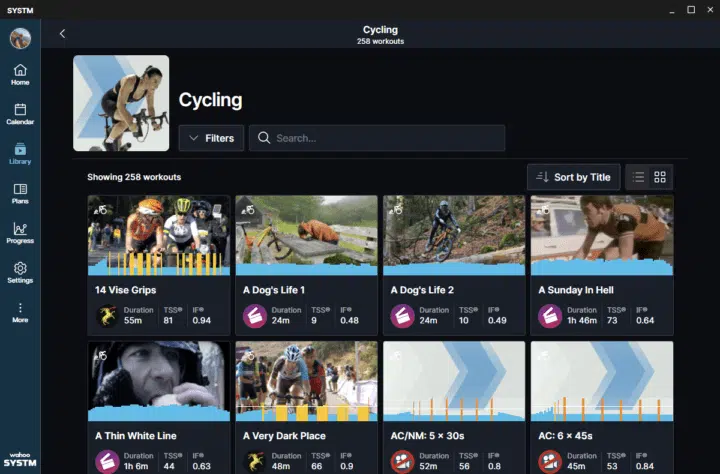 SYSTM
Cycling
258 workouts
Home
Calendar
Library
Plans
Progress
Settings
More
wahoo
SYSTM
Cycling
Filters
Search...
Showing 258 workouts
Sort by Title
14 Vise Grips
Duration TSS® IF®
55m 81 0.94
A Dog's Life 1
Duration TSS® IF®
24m 9 0.48
A Dog's Life 2
Duration TSS® IF®
24m 10 0.49
A Sunday In Hell
Duration TSS® IF®
1h 46m 73 0.64
A Thin White Line
Duration TSS® IF®
1h 6m 44 0.63
A Very Dark Place
Duration TSS® IF®
48m 66 0.9
AC/NM: 5 x 30s
Duration TSS® IF®
52m 56 0.8
AC: 6 x 45s
Duration TSS® IF®
45m 53 0.84